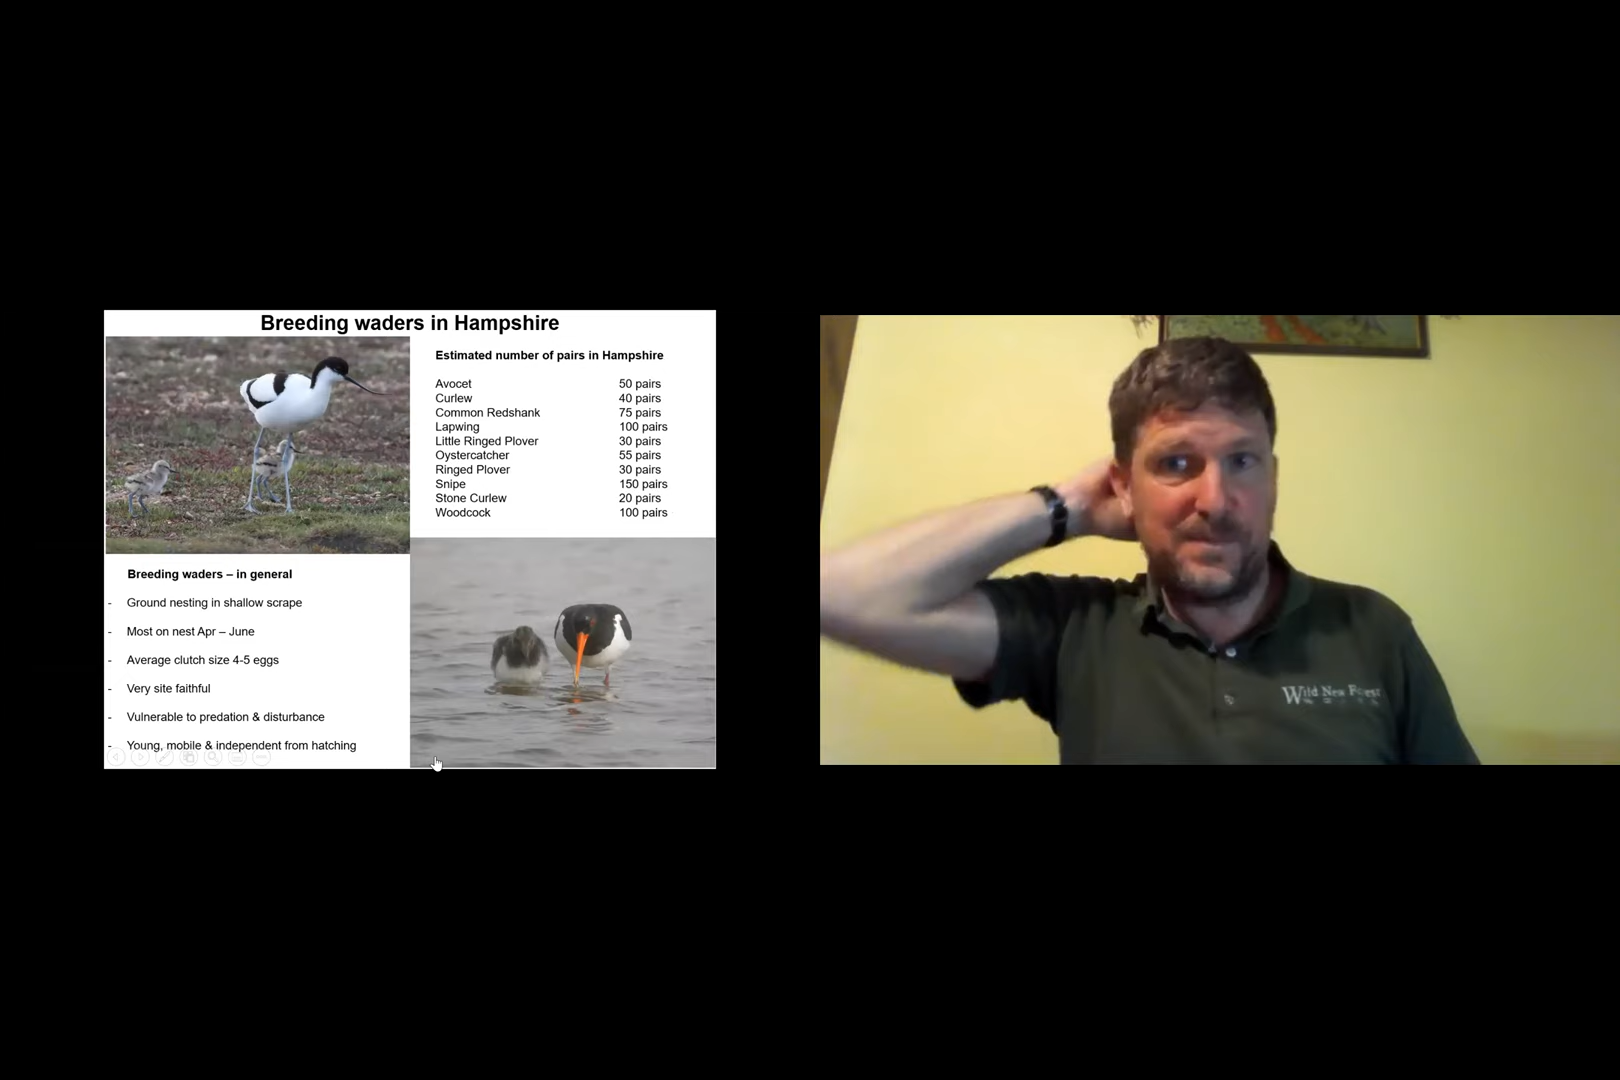 Breeding waders in Hampshire
Estimated number of pairs in Hampshire
Avocet 50 pairs
Curlew 40 pairs
Common Redshank 75 pairs
Lapwing 100 pairs
Little Ringed Plover 30 pairs
Oystercatcher 55 pairs
Ringed Plover 30 pairs
Snipe 150 pairs
Stone Curlew 20 pairs
Woodcock 100 pairs
Breeding waders – in general
- Ground nesting in shallow scrape
- Most on nest Apr – June
- Average clutch size 4-5 eggs
- Very site faithful
- Vulnerable to predation & disturbance
- Young, mobile & independent from hatching
Wild New Forest